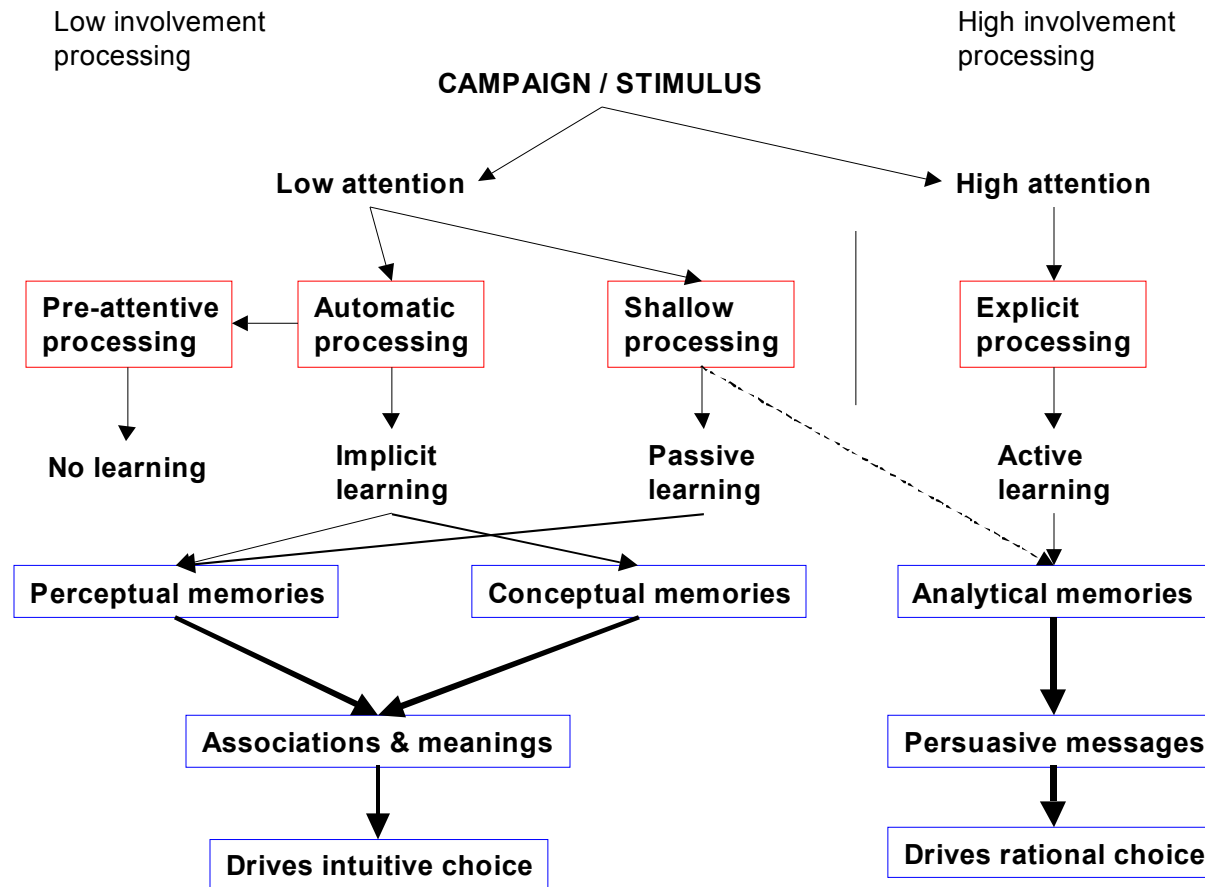 Low involvement
processing
High involvement
processing
CAMPAIGN / STIMULUS
Low attention
High attention
Pre-attentive
processing
Automatic
processing
Shallow
processing
Explicit
processing
No learning
Implicit
learning
Passive
learning
Active
learning
Perceptual memories
Conceptual memories
Analytical memories
Associations & meanings
Persuasive messages
Drives intuitive choice
Drives rational choice